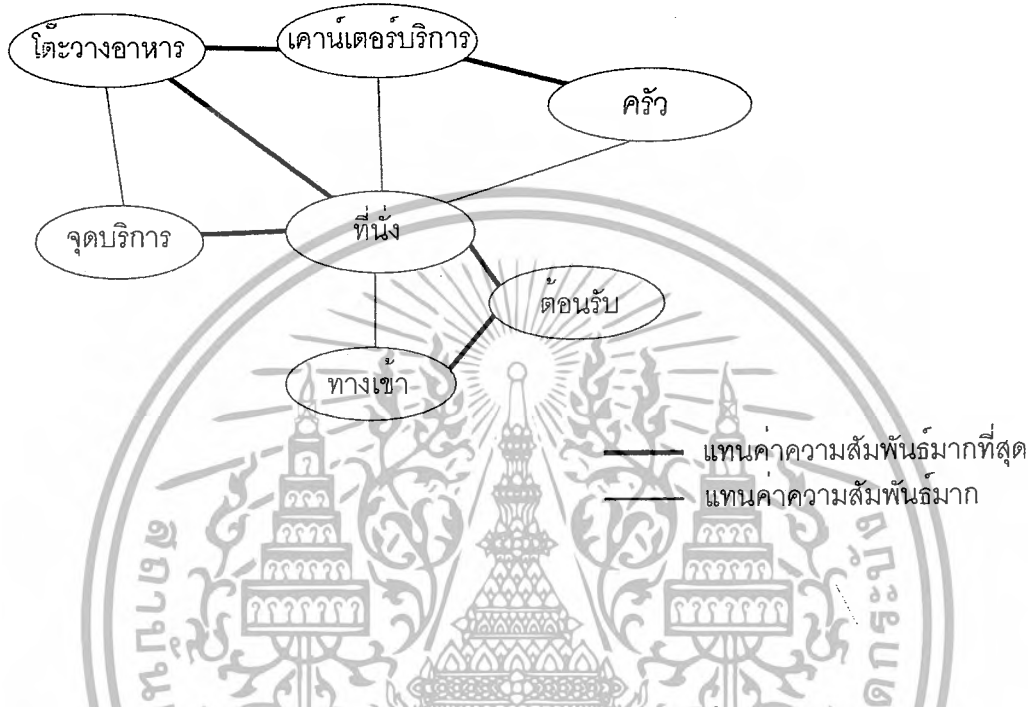 โต๊ะวางอาหาร
เคาน์เตอร์บริการ
ครัว
จุดบริการ
ที่นั่ง
ต้อนรับ
ทางเข้า
แทนค่าความสัมพันธ์มากที่สุด
แทนค่าความสัมพันธ์มาก